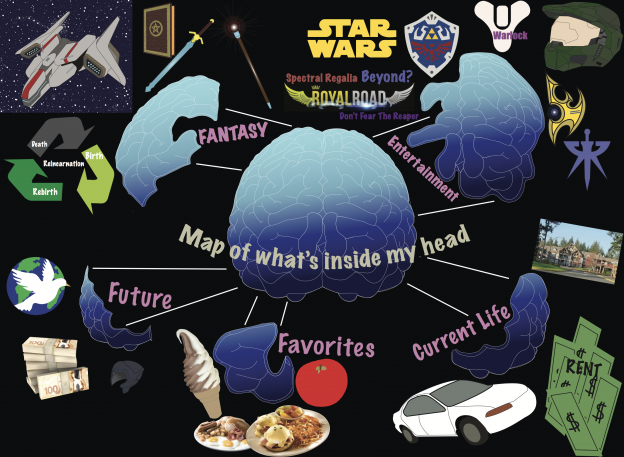 STAR
WARS
Warlock
Spectral Regalia
Beyond?
ROYALROAD
Don't Fear The Reaper
FANTASY
Entertainment
Death
Reincarnation
Birth
Rebirth
Map of what's inside my head
Future
Favorites
Current Life
RENT
$
$
$
100